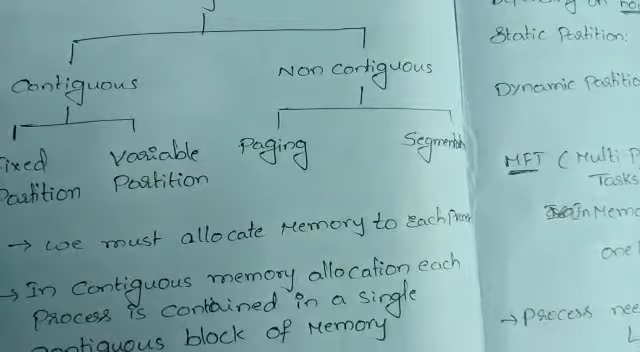 Contiguous
Non contiguous
Fixed Partition
Variable Partition
Paging
→ we must allocate Memory to Each
→ In Contiguous memory allocation each
Process is contained in a single
contiguous block of Memory
Static Partition:
Dynamic
MFT (Multi
Tasks
in
one
→ Process